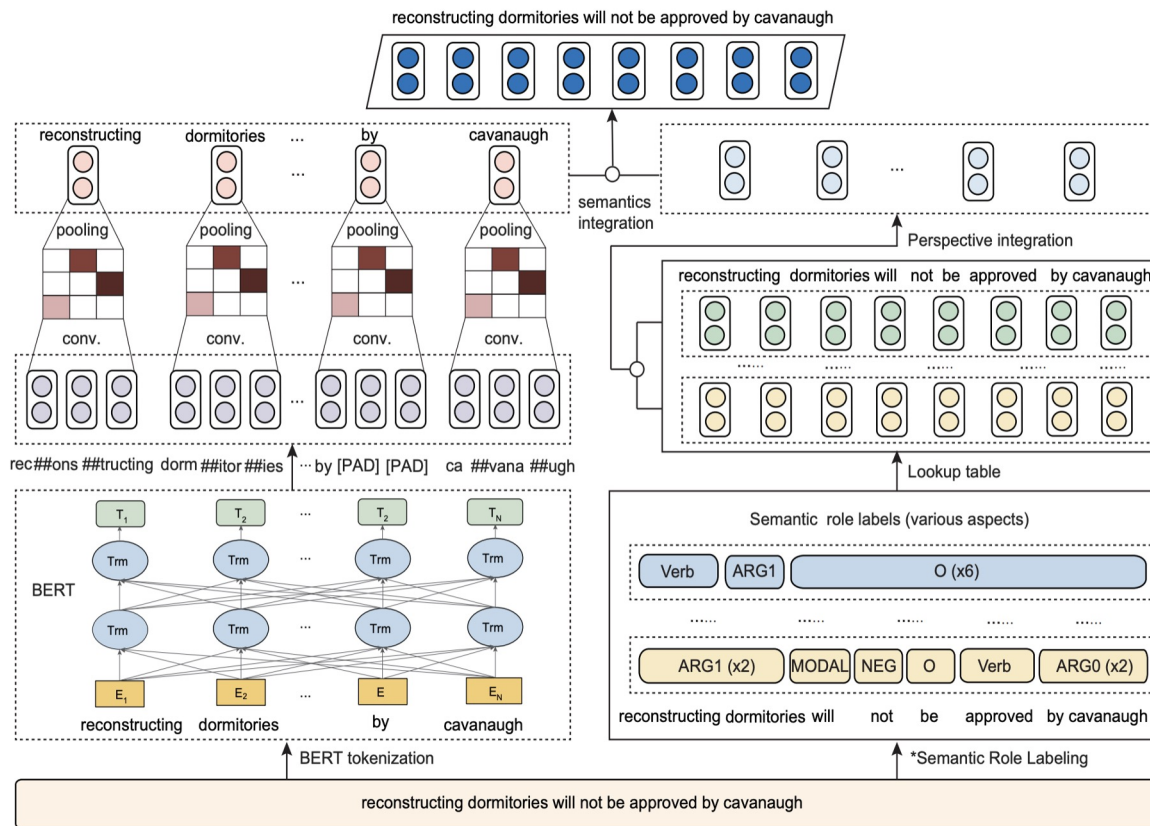 reconstructing dormitories will not be approved by cavanaugh
reconstructing dormitories ... by cavanaugh
...
...
semantics
integration
Perspective integration
pooling pooling pooling pooling
...
conv. conv. conv. conv.
...
rec ##ons ##tructing dorm ##itor ##ies ... by [PAD] [PAD] ca ##vana ##ugh
reconstructing dormitories will not be approved by cavanaugh
...... ...... ...... ...... ......
Lookup table
BERT
T1 T2 ... T2 TN
Trm Trm ... Trm Trm
Trm Trm ... Trm Trm
E1 E2 ... E EN
reconstructing dormitories ... by cavanaugh
Semantic role labels (various aspects)
Verb ARG1 O (x6)
...... ...... ...... ...... ......
ARG1 (x2) MODAL NEG O Verb ARG0 (x2)
reconstructing dormitories will not be approved by cavanaugh
BERT tokenization
*Semantic Role Labeling
reconstructing dormitories will not be approved by cavanaugh